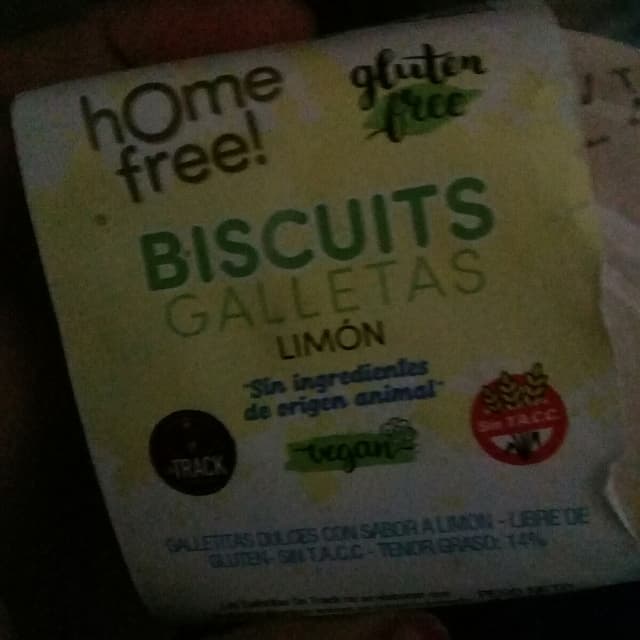 hOme
free!
gluten
free
BISCUITS
GALLETAS
LIMÓN
"Sin ingredientes
de origen animal"
TRACK
vegan
Sin T.A.C.C.
GALLETITAS DULCES CON SABOR A LIMON - LIBRE DE
GLUTEN - SIN T.A.C.C. - TENOR GRASO: 14%